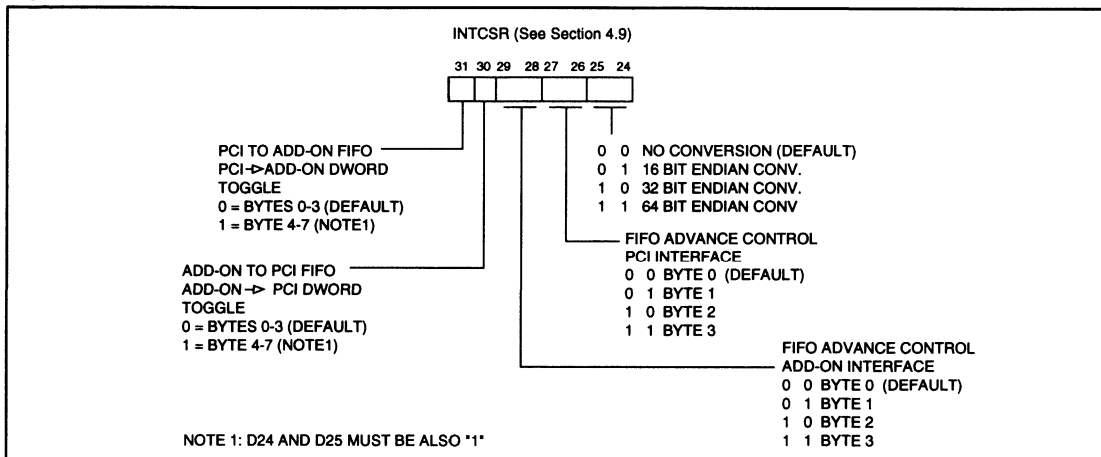 INTCSR (See Section 4.9)
31 30 29 28 27 26 25 24
PCI TO ADD-ON FIFO
PCI->ADD-ON DWORD
TOGGLE
0 = BYTES 0-3 (DEFAULT)
1 = BYTE 4-7 (NOTE1)
0 0 NO CONVERSION (DEFAULT)
0 1 16 BIT ENDIAN CONV.
1 0 32 BIT ENDIAN CONV.
1 1 64 BIT ENDIAN CONV
ADD-ON TO PCI FIFO
ADD-ON -> PCI DWORD
TOGGLE
0 = BYTES 0-3 (DEFAULT)
1 = BYTE 4-7 (NOTE1)
FIFO ADVANCE CONTROL
PCI INTERFACE
0 0 BYTE 0 (DEFAULT)
0 1 BYTE 1
1 0 BYTE 2
1 1 BYTE 3
FIFO ADVANCE CONTROL
ADD-ON INTERFACE
0 0 BYTE 0 (DEFAULT)
0 1 BYTE 1
1 0 BYTE 2
1 1 BYTE 3
NOTE 1: D24 AND D25 MUST BE ALSO "1"